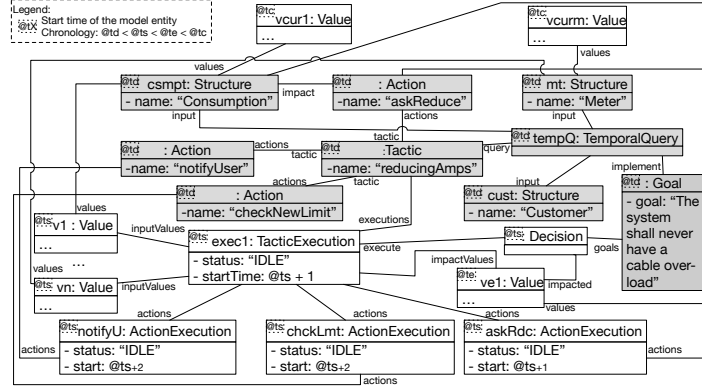 Legend:
@tX Start time of the model entity
Chronology: @td < @ts < @te < @tc
@tc
vcur1: Value
...
@tc
vcurm: Value
...
values
values
@td
csmpt: Structure
- name: “Consumption”
impact
@td
: Action
-name: “askReduce”
@td
mt: Structure
- name: “Meter”
input
actions
input
@td
: Action
-name: “notifyUser”
actions
tactic
tactic
@td
:Tactic
-name: “reducingAmps”
query
@td
tempQ: TemporalQuery
actions
tactic
input
implement
@td
: Action
-name: “checkNewLimit”
@td
cust: Structure
- name: “Customer”
@td
: Goal
- goal: “The
system
shall never
have a
cable over-
load”
values
executions
@ts
v1 : Value
...
inputValues
@ts
exec1: TacticExecution
- status: “IDLE”
- startTime: @ts + 1
execute
@ts
: Decision
goals
...
values
impactValues
@ts
vn: Value
...
inputValues
@te
ve1: Value
...
impacted
values
actions
actions
actions
@ts
notifyU: ActionExecution
- status: “IDLE”
- start: @ts+2
@ts
chckLmt: ActionExecution
- status: “IDLE”
- start: @ts+2
@ts
askRdc: ActionExecution
- status: “IDLE”
- start: @ts+1
actions
actions
actions